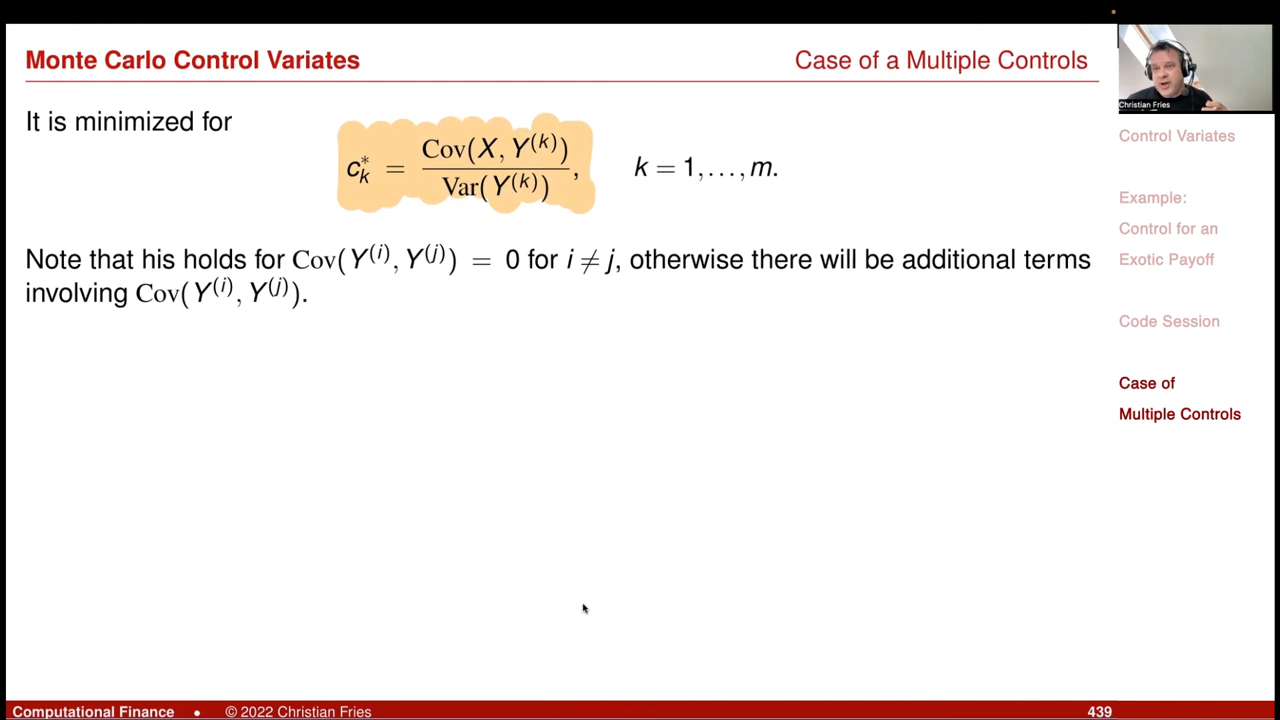 Monte Carlo Control Variates
Case of a Multiple Controls
Christian Fries
It is minimized for
c*_k = Cov(X, Y^(k)) / Var(Y^(k)), k = 1,...,m.
Note that his holds for Cov(Y^(i), Y^(j)) = 0 for i ≠ j, otherwise there will be additional terms
involving Cov(Y^(i), Y^(j)).
Control Variates
Example:
Control for an
Exotic Payoff
Code Session
Case of
Multiple Controls
Computational Finance • © 2022 Christian Fries
439